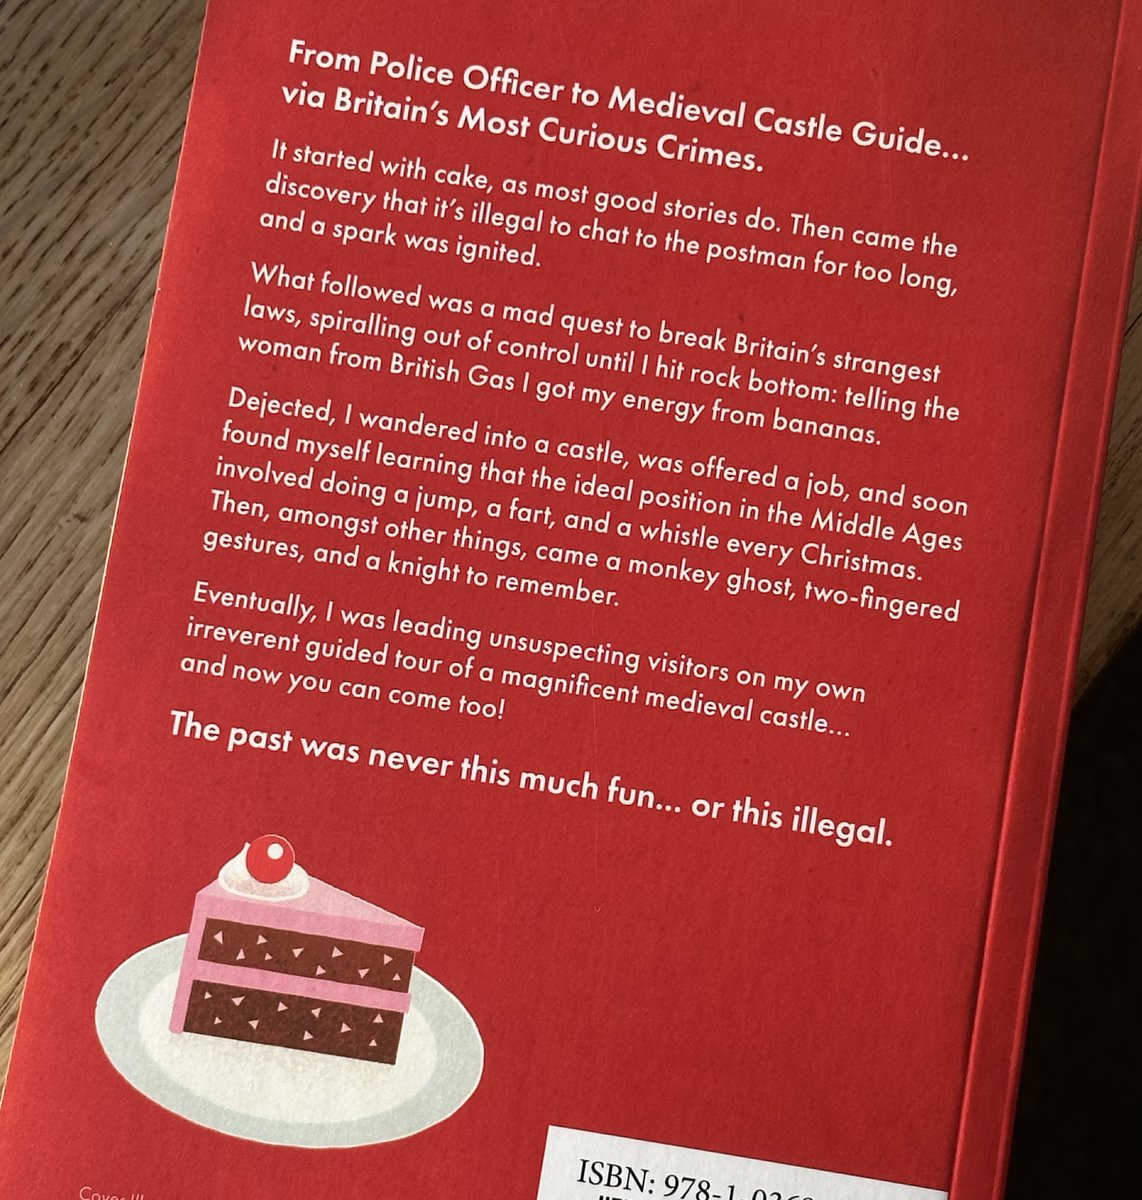 From Police Officer to Medieval Castle Guide...
via Britain's Most Curious Crimes.
It started with cake, as most good stories do. Then came the
discovery that it's illegal to chat to the postman for too long,
and a spark was ignited.
What followed was a mad quest to break Britain's strangest
laws, spiralling out of control until I hit rock bottom: telling the
woman from British Gas I got my energy from bananas.
Dejected, I wandered into a castle, was offered a job, and soon
found myself learning that the ideal position in the Middle Ages
involved doing a jump, a fart, and a whistle every Christmas.
Then, amongst other things, came a monkey ghost, two-fingered
gestures, and a knight to remember.
Eventually, I was leading unsuspecting visitors on my own
irreverent guided tour of a magnificent medieval castle...
and now you can come too!
The past was never this much fun... or this illegal.
ISBN: 978-1-
Cover